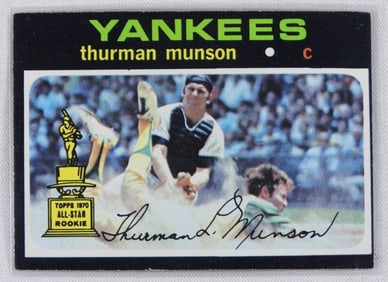 YANKEES
thurman munson c
TOPPS 1970
ALL-STAR
ROOKIE
Thurman L. Munson